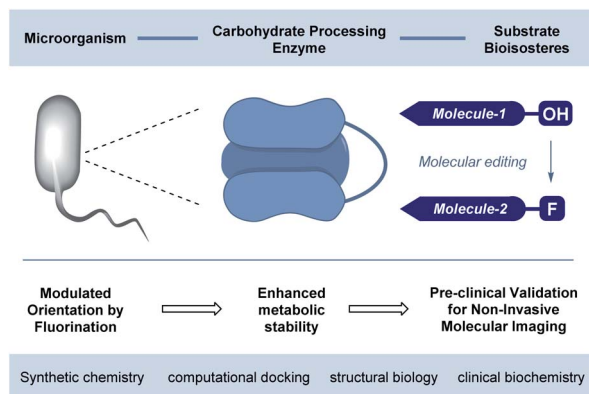 Microorganism
Carbohydrate Processing
Enzyme
Substrate
Bioisosteres
Molecule-1
OH
Molecular editing
Molecule-2
F
Modulated
Orientation by
Fluorination
Enhanced
metabolic
stability
Pre-clinical Validation
for Non-Invasive
Molecular Imaging
Synthetic chemistry computational docking structural biology clinical biochemistry